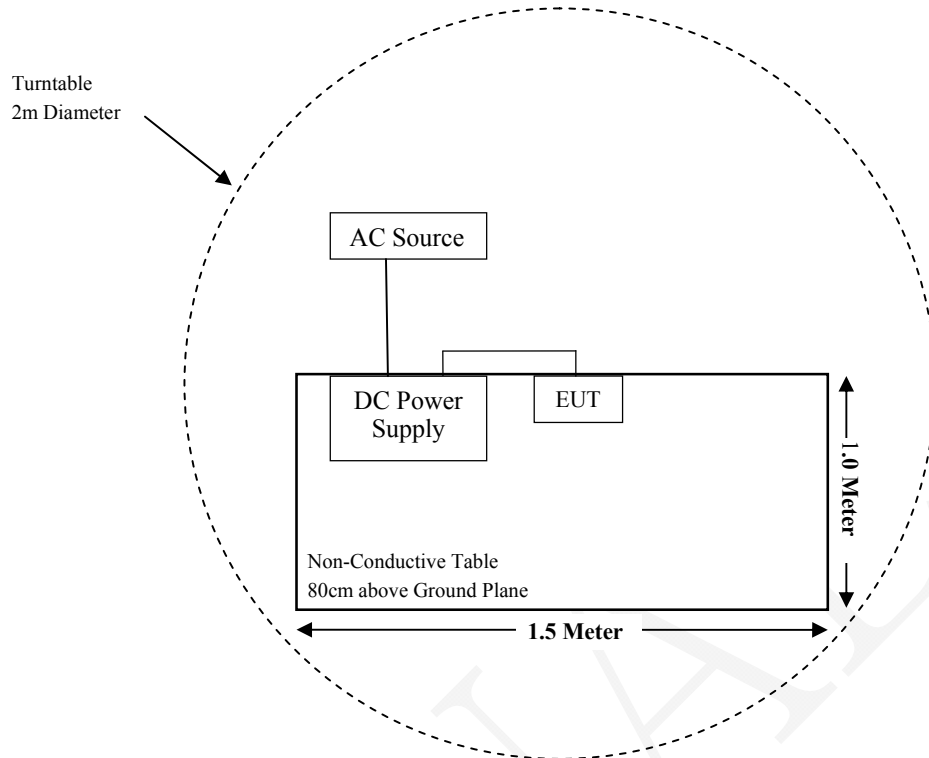 Turntable
2m Diameter
AC Source
DC Power
Supply
EUT
1.0 Meter
Non-Conductive Table
80cm above Ground Plane
1.5 Meter